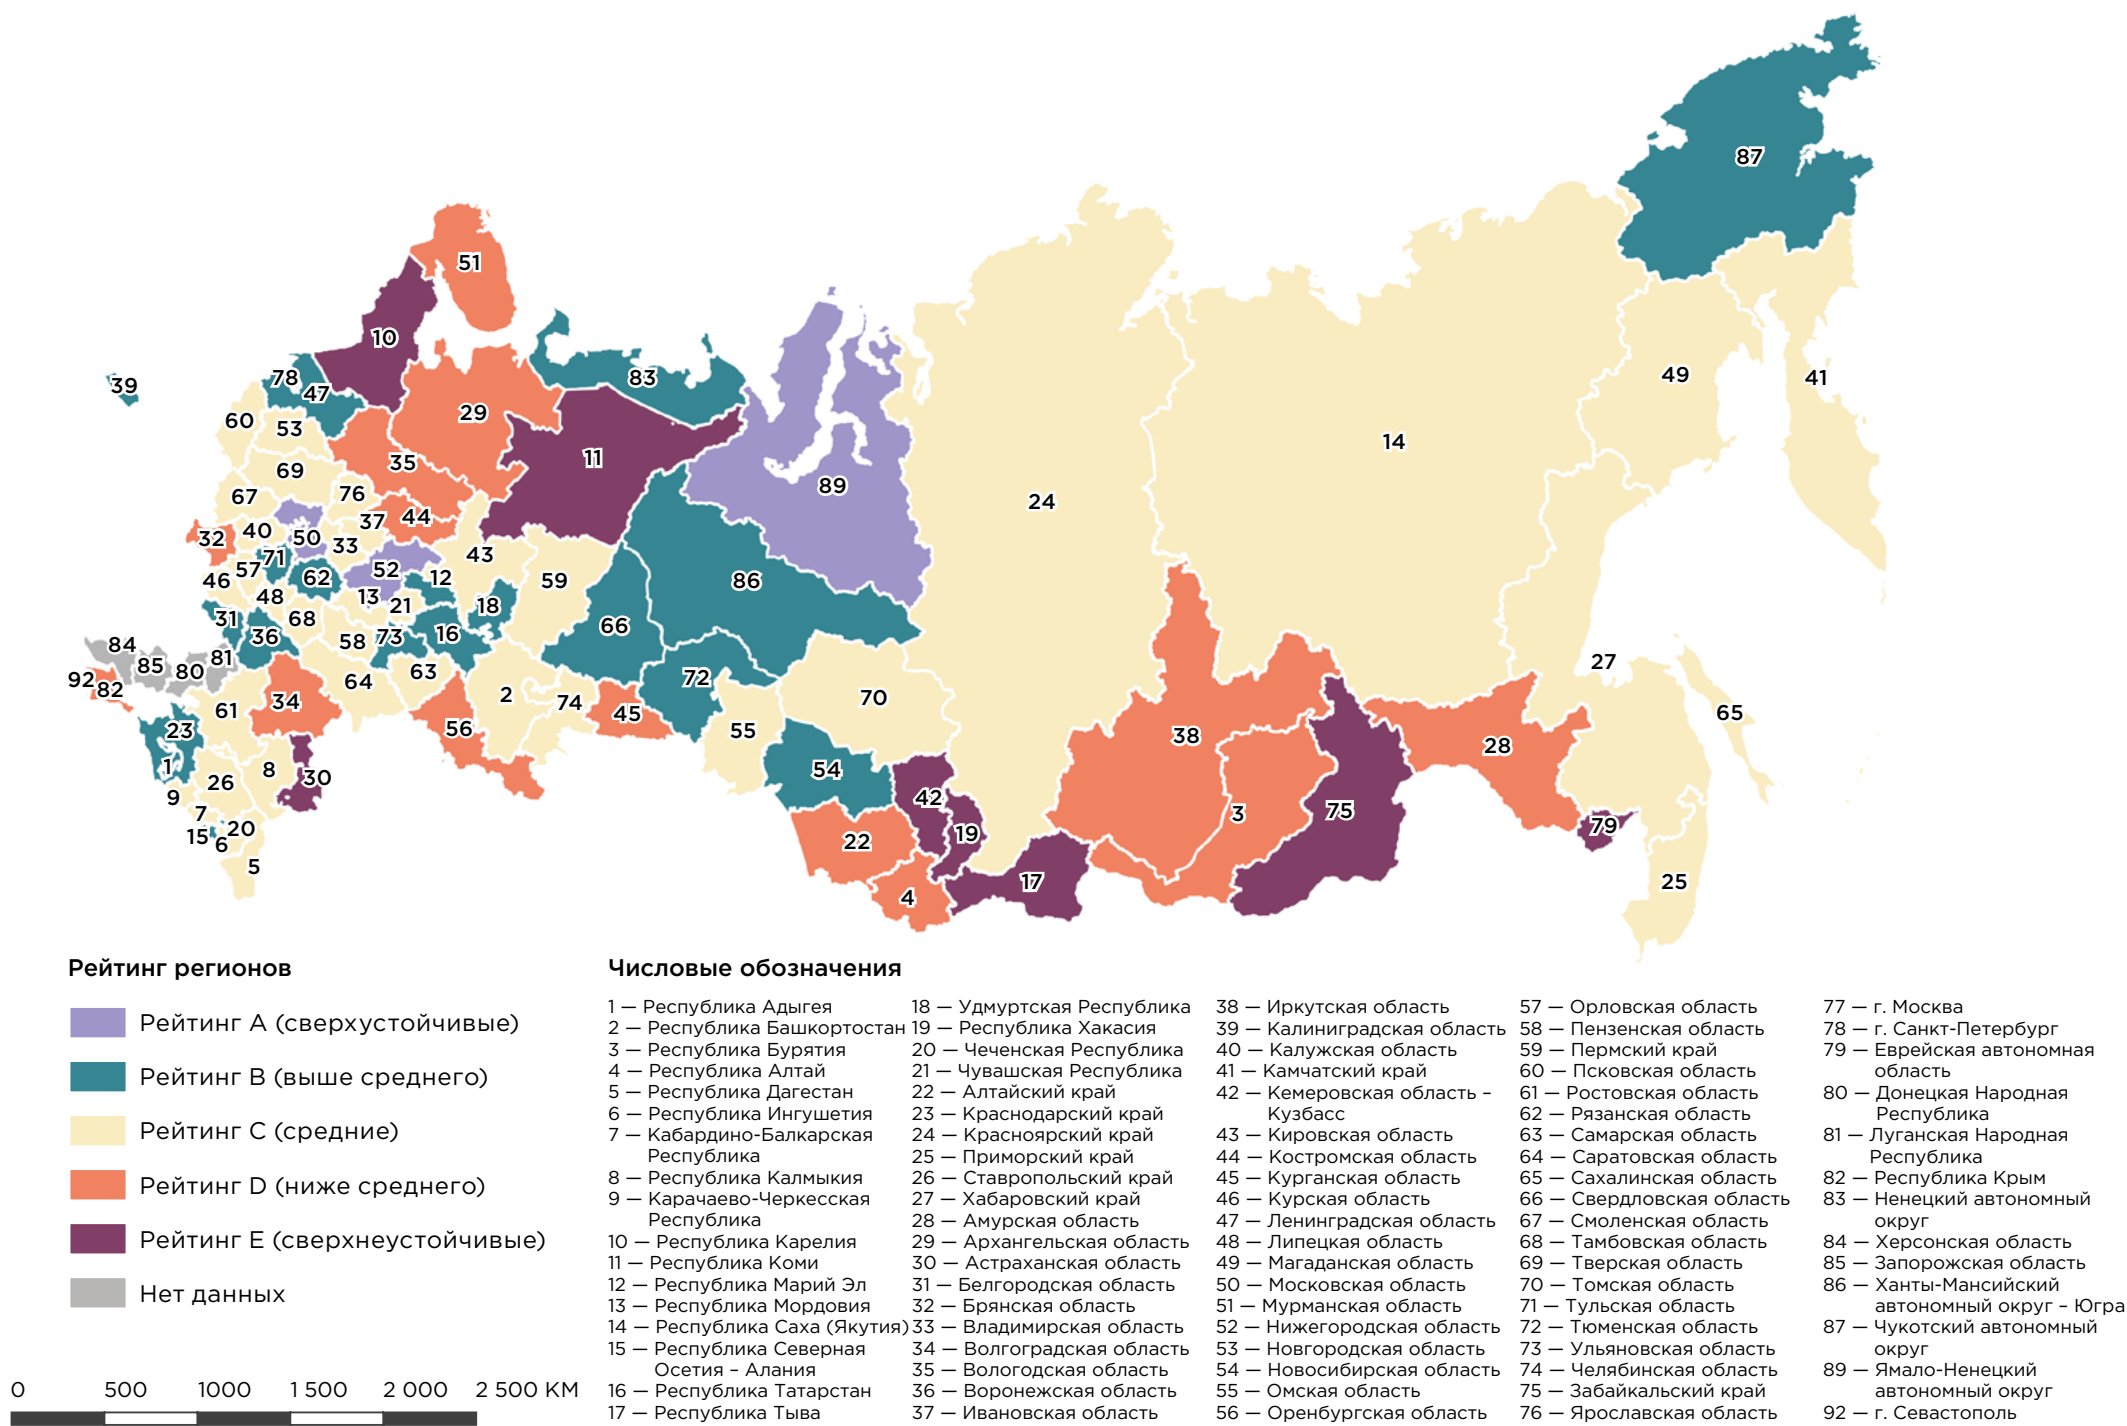 87
51
10
39
78
47
83
49
41
60
53
29
14
35
11
69
89
67
76
24
44
37
32
40
50
33
71
43
52
57
46
62
12
59
86
13
48
21
18
31
68
66
36
16
58
73
84
81
85
80
27
63
72
92
82
64
2
70
34
74
61
45
65
56
23
55
38
28
1
8
54
30
26
9
42
75
7
3
79
20
15
19
6
22
5
17
25
4
Рейтинг регионов
Рейтинг A (сверхустойчивые)
Рейтинг B (выше среднего)
Рейтинг C (средние)
Рейтинг D (ниже среднего)
Рейтинг E (сверхнеустойчивые)
Нет данных
0 500 1000 1 500 2 000 2 500 КМ
Числовые обозначения
1 — Республика Адыгея
2 — Республика Башкортостан
3 — Республика Бурятия
4 — Республика Алтай
5 — Республика Дагестан
6 — Республика Ингушетия
7 — Кабардино-Балкарская
Республика
8 — Республика Калмыкия
9 — Карачаево-Черкесская
Республика
10 — Республика Карелия
11 — Республика Коми
12 — Республика Марий Эл
13 — Республика Мордовия
14 — Республика Саха (Якутия)
15 — Республика Северная
Осетия – Алания
16 — Республика Татарстан
17 — Республика Тыва
18 — Удмуртская Республика
19 — Республика Хакасия
20 — Чеченская Республика
21 — Чувашская Республика
22 — Алтайский край
23 — Краснодарский край
24 — Красноярский край
25 — Приморский край
26 — Ставропольский край
27 — Хабаровский край
28 — Амурская область
29 — Архангельская область
30 — Астраханская область
31 — Белгородская область
32 — Брянская область
33 — Владимирская область
34 — Волгоградская область
35 — Вологодская область
36 — Воронежская область
37 — Ивановская область
38 — Иркутская область
39 — Калиниградская область
40 — Калужская область
41 — Камчатский край
42 — Кемеровская область –
Кузбасс
43 — Кировская область
44 — Костромская область
45 — Курганская область
46 — Курская область
47 — Ленинградская область
48 — Липецкая область
49 — Магаданская область
50 — Московская область
51 — Мурманская область
52 — Нижегородская область
53 — Новгородская область
54 — Новосибирская область
55 — Омская область
56 — Оренбургская область
57 — Орловская область
58 — Пензенская область
59 — Пермский край
60 — Псковская область
61 — Ростовская область
62 — Рязанская область
63 — Самарская область
64 — Саратовская область
65 — Сахалинская область
66 — Свердловская область
67 — Смоленская область
68 — Тамбовская область
69 — Тверская область
70 — Томская область
71 — Тульская область
72 — Тюменская область
73 — Ульяновская область
74 — Челябинская область
75 — Забайкальский край
76 — Ярославская область
77 — г. Москва
78 — г. Санкт-Петербург
79 — Еврейская автономная
область
80 — Донецкая Народная
Республика
81 — Луганская Народная
Республика
82 — Республика Крым
83 — Ненецкий автономный
округ
84 — Херсонская область
85 — Запорожская область
86 — Ханты-Мансийский
автономный округ – Югра
87 — Чукотский автономный
округ
89 — Ямало-Ненецкий
автономный округ
92 — г. Севастополь